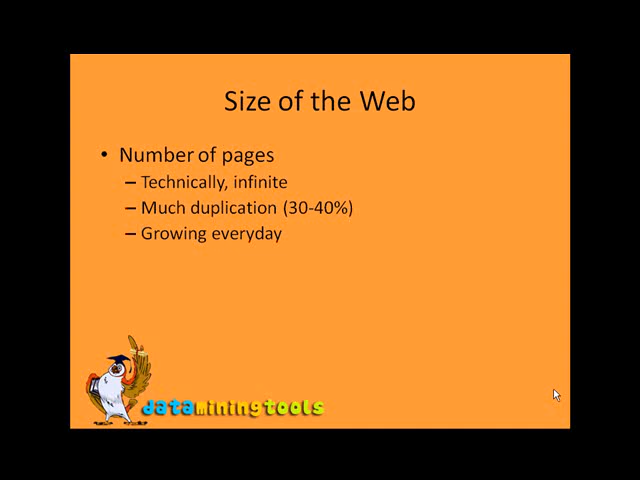 Size of the Web
• Number of pages
– Technically, infinite
– Much duplication (30-40%)
– Growing everyday
dataminingtools